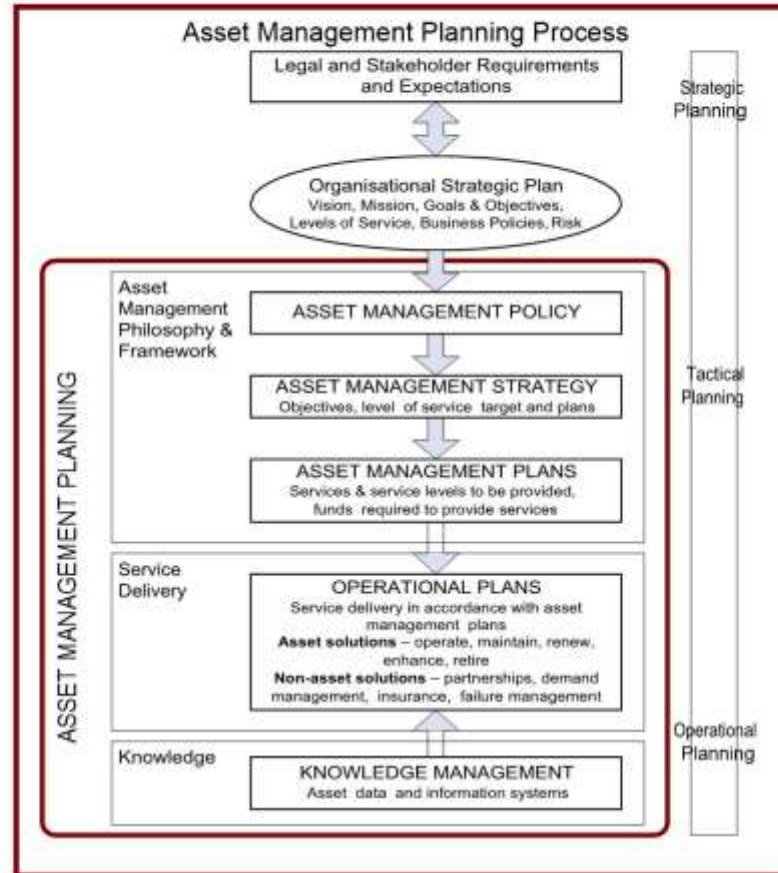 Asset Management Planning Process
Legal and Stakeholder Requirements
and Expectations
Strategic
Planning
Organisational Strategic Plan
Vision, Mission, Goals & Objectives,
Levels of Service, Business Policies, Risk
ASSET MANAGEMENT PLANNING
Asset
Management
Philosophy &
Framework
ASSET MANAGEMENT POLICY
ASSET MANAGEMENT STRATEGY
Objectives, level of service target and plans
Tactical
Planning
ASSET MANAGEMENT PLANS
Services & service levels to be provided,
funds required to provide services
Service
Delivery
OPERATIONAL PLANS
Service delivery in accordance with asset
management plans
Asset solutions – operate, maintain, renew,
enhance, retire
Non-asset solutions – partnerships, demand
management, insurance, failure management
Operational
Planning
Knowledge
KNOWLEDGE MANAGEMENT
Asset data and information systems